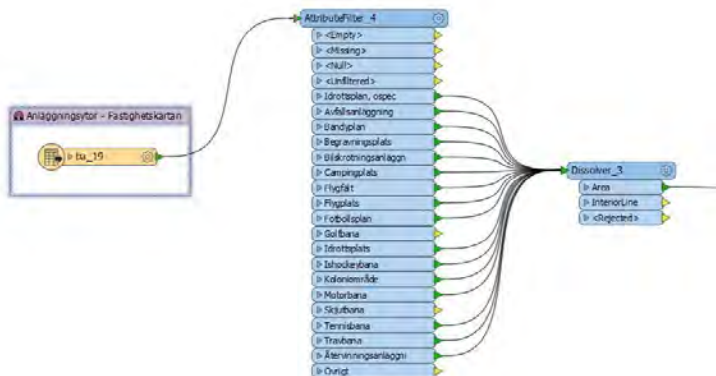 AttributeFilter_4
<Empty>
<Missing>
<Null>
<Unfiltered>
Idrottsplan, ospec
Avfallsanläggning
Bandyplan
Begravningsplats
Bilskrotningsanläggn
Campingplats
Flygfält
Flygplats
Fotbollsplan
Golfbana
Idrottsplats
Ishockeybana
Koloniområde
Motorbana
Skjutbana
Tennisbana
Travbana
Återvinningsanläggni
Övrigt
Anläggningsytor - Fastighetskartan
ba_19
Dissolver_3
Area
InteriorLine
<Rejected>